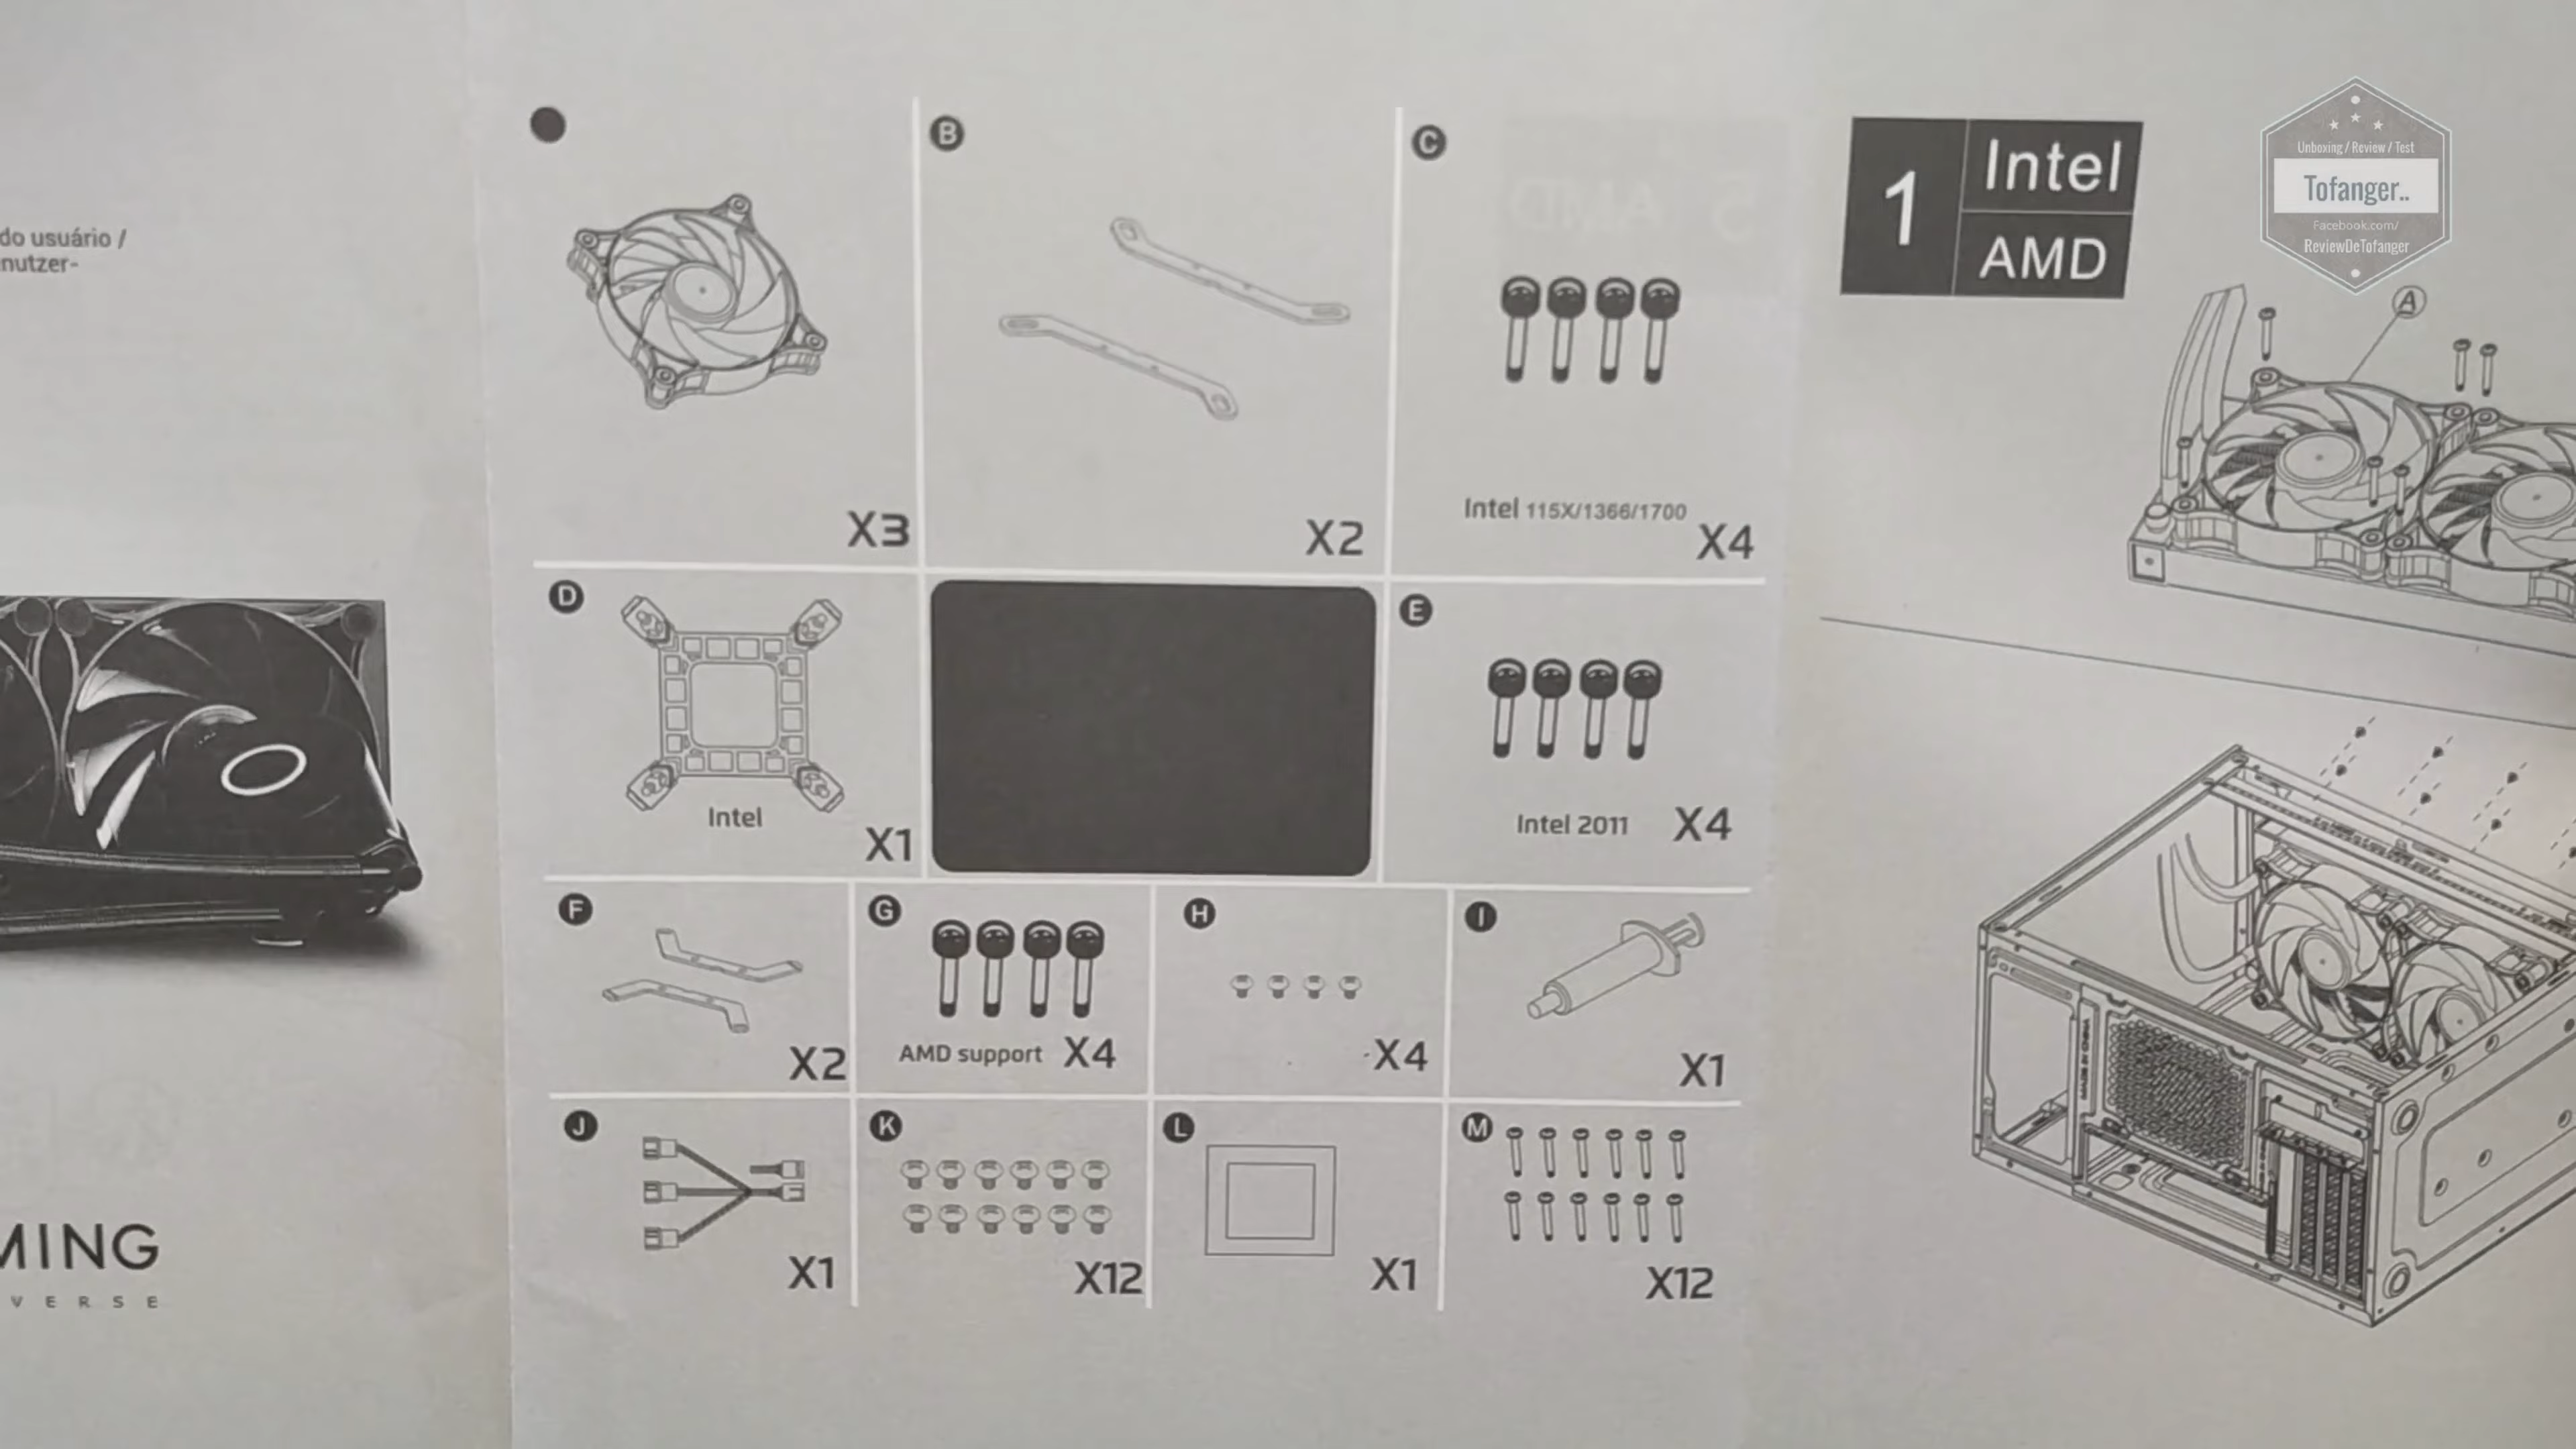 do usuário /
nutzer-
MING
V E R S E
X3
B
X2
C
Intel 115X/1366/1700
X4
D
Intel
X1
E
Intel 2011
X4
F
X2
G
AMD support
X4
H
X4
I
X1
J
X1
K
X12
L
X1
M
X12
1
Intel
AMD
A
Unboxing / Review / Test
Tofanger..
Facebook.com/
ReviewDeTofanger